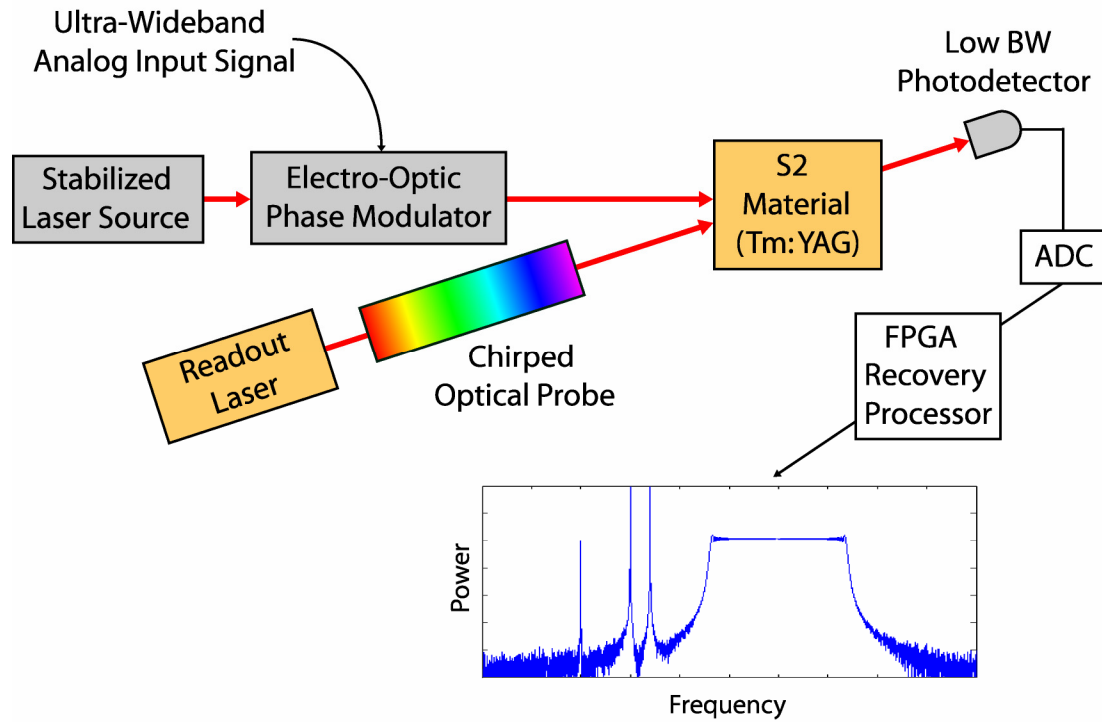 Ultra-Wideband
Analog Input Signal
Low BW
Photodetector
Stabilized
Laser Source
Electro-Optic
Phase Modulator
S2
Material
(Tm: YAG)
ADC
Readout
Laser
Chirped
Optical Probe
FPGA
Recovery
Processor
Power
Frequency